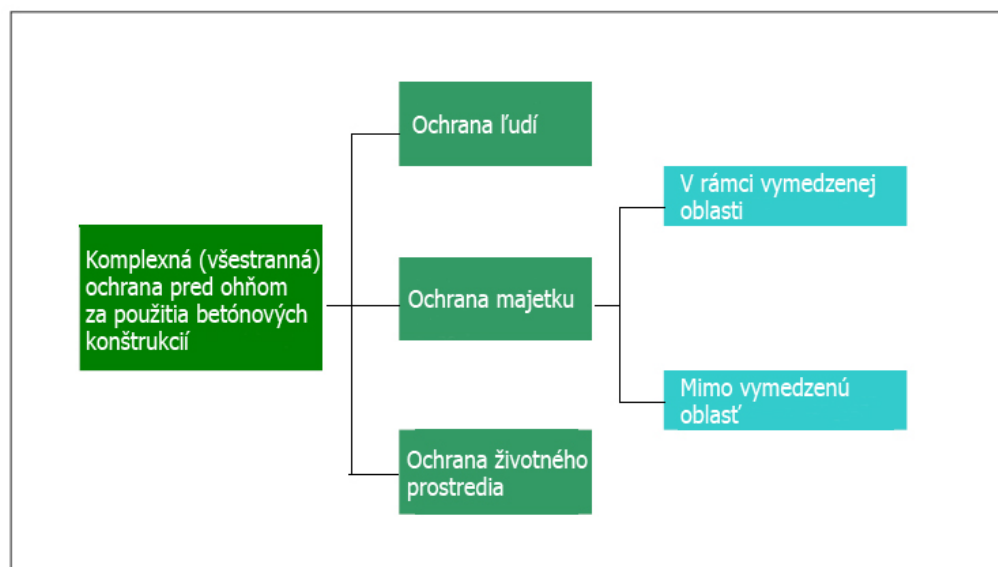 Komplexná (všestranná)
ochrana pred ohňom
za použitia betónových
konštrukcií
Ochrana ľudí
Ochrana majetku
Ochrana životného
prostredia
V rámci vymedzenej
oblasti
Mimo vymedzenú
oblasť